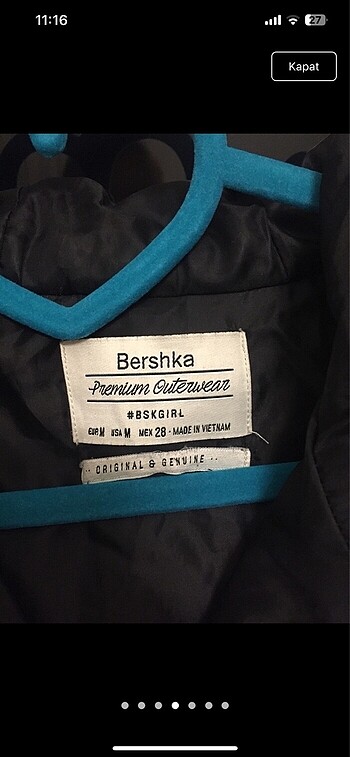 11:16
27
Kapat
Bershka
Premium Outerwear
#BSKGIRL
EUR M USA M MEX 28 - MADE IN VIETNAM
·· ORIGINAL & GENUINE ··